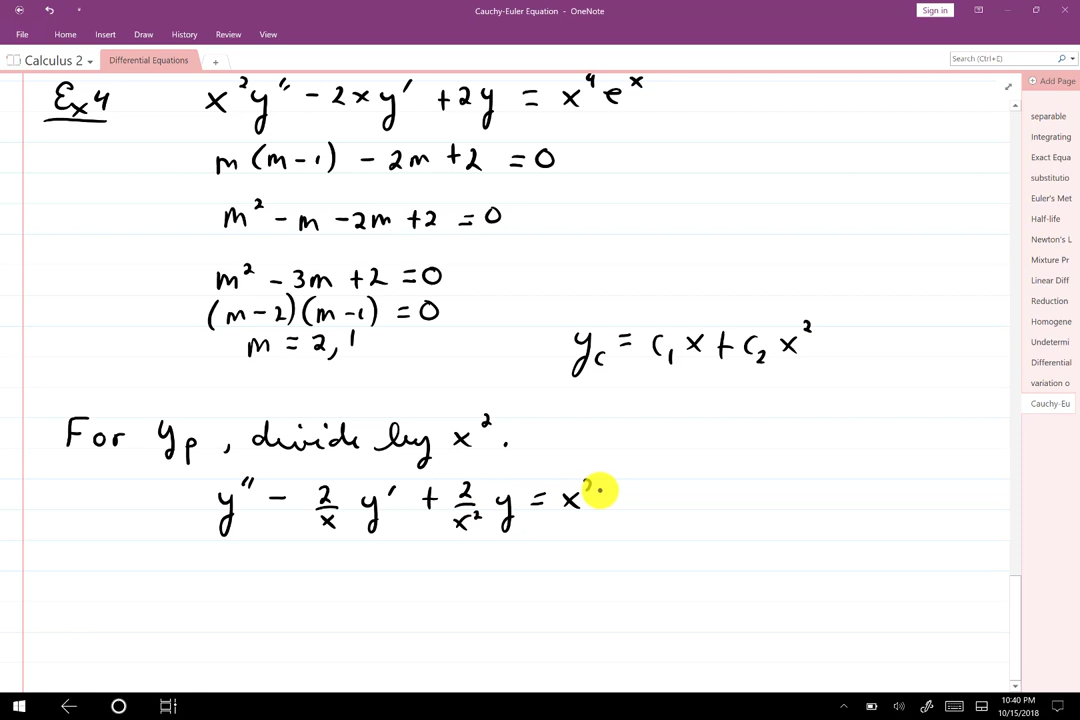 Cauchy-Euler Equation - OneNote
Sign in
File Home Insert Draw History Review View
Calculus 2 Differential Equations
Search (Ctrl+E)
Add Page
Ex 4 x²y'' - 2xy' + 2y = x⁴eˣ
m(m-1) - 2m + 2 = 0
m² - m - 2m + 2 = 0
m² - 3m + 2 = 0
(m-2)(m-1) = 0
m = 2, 1
y_c = c₁x + c₂x²
For y_p, divide by x².
y'' - 2/x y' + 2/x² y = x
separable
Integrating
Exact Equa
substitutio
Euler's Met
Half-life
Newton's L
Mixture Pr
Linear Diff
Reduction
Homogene
Undetermi
Differential
variation o
Cauchy-Eu
10:40 PM
10/15/2018